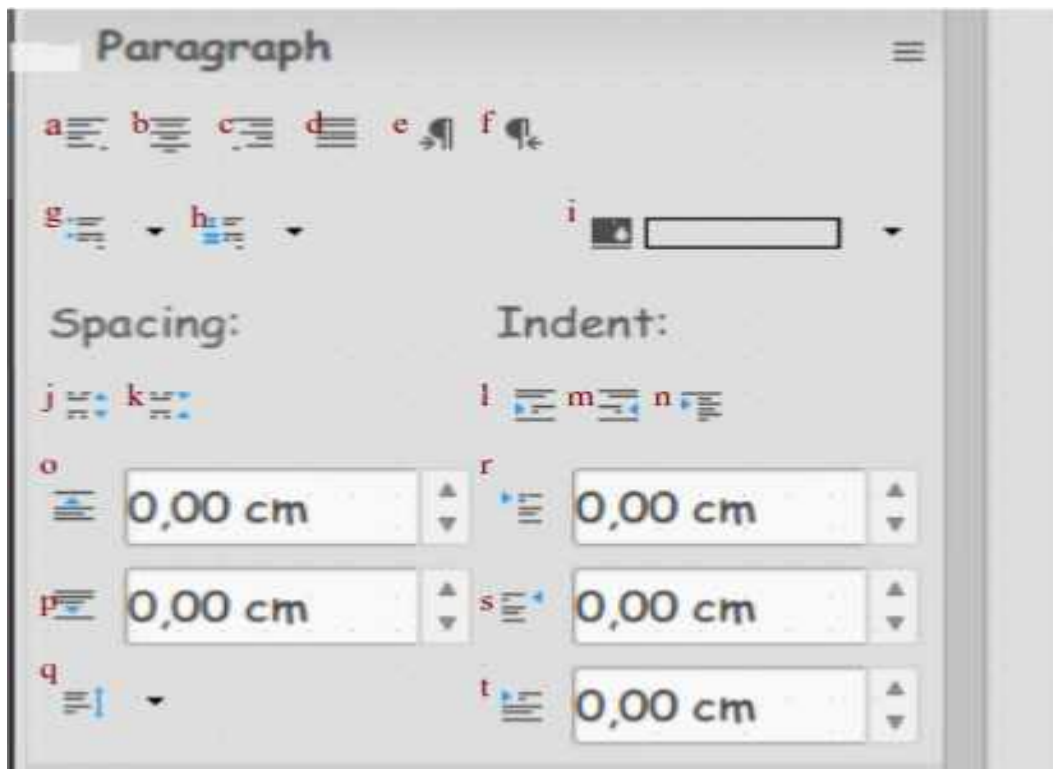 Paragraph
a b c d e f
g h i
Spacing: Indent:
j k l m n
o r
0,00 cm 0,00 cm
p 0,00 cm s 0,00 cm
q t 0,00 cm